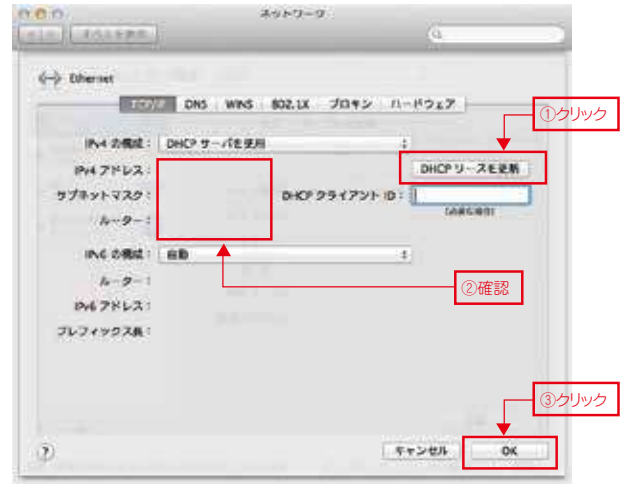 ネットワーク
すべてを表示
Ethernet
TCP/IP DNS WINS 802.1X プロキシ ハードウェア
①クリック
IPv4 の構成： DHCP サーバを使用
IPv4 アドレス： DHCP リースを更新
サブネットマスク： DHCP クライアント ID：
ルーター： （必要な場合）
IPv6 の構成： 自動
②確認
ルーター：
IPv6 アドレス：
プレフィックス長：
③クリック
? キャンセル OK